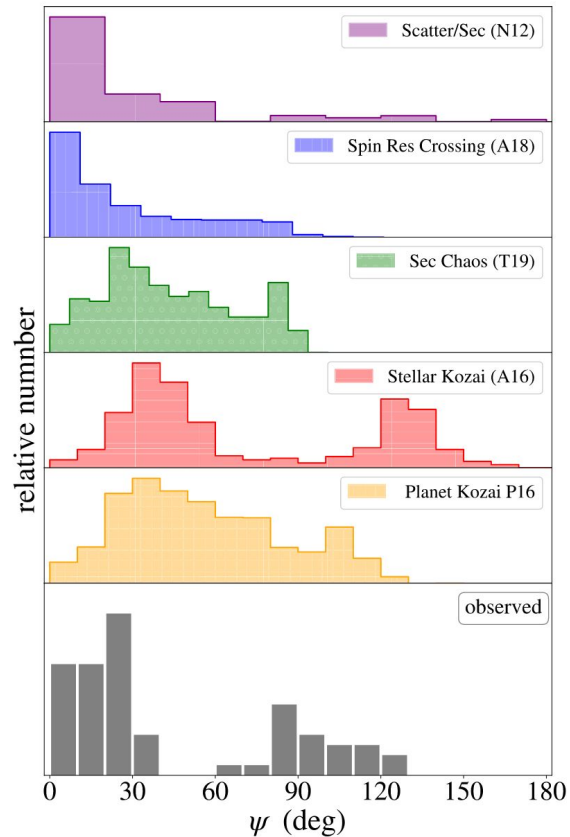 Scatter/Sec (N12)
Spin Res Crossing (A18)
Sec Chaos (T19)
Stellar Kozai (A16)
Planet Kozai P16
observed
relative numnber
0 30 60 90 120 150 180
ψ (deg)